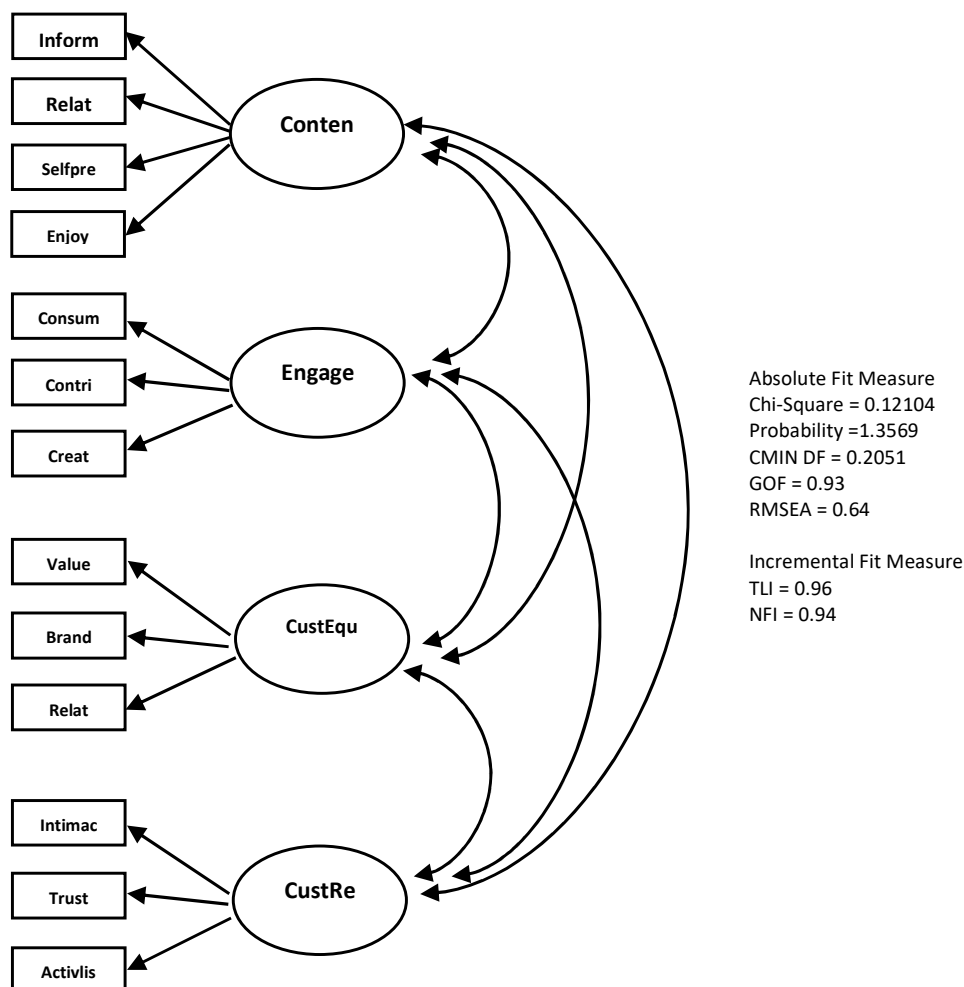 Inform
Relat
Selfpre
Enjoy
Conten
Consum
Contri
Creat
Engage
Value
Brand
Relat
CustEqu
Intimac
Trust
Activlis
CustRe
Absolute Fit Measure
Chi-Square = 0.12104
Probability =1.3569
CMIN DF = 0.2051
GOF = 0.93
RMSEA = 0.64
Incremental Fit Measure
TLI = 0.96
NFI = 0.94